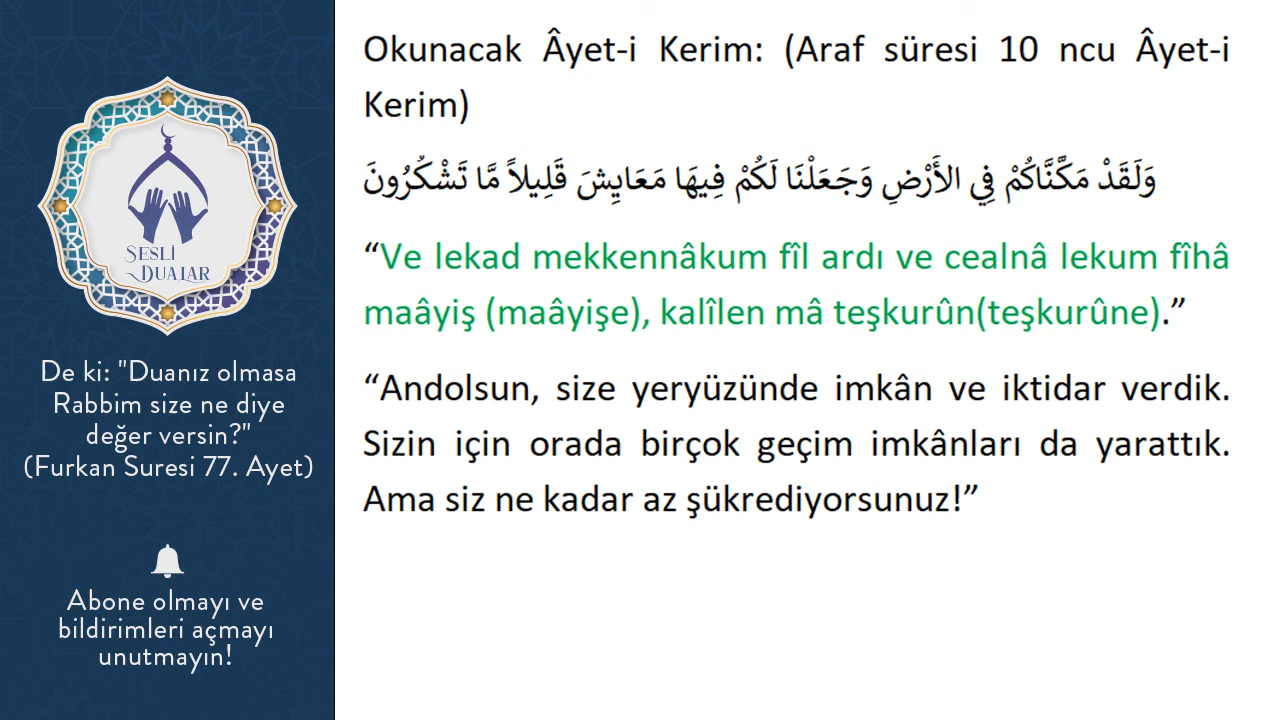 SESLİ
DUALAR
De ki: "Duanız olmasa
Rabbim size ne diye
değer versin?"
(Furkan Suresi 77. Ayet)
Abone olmayı ve
bildirimleri açmayı
unutmayın!
Okunacak Âyet-i Kerim: (Araf süresi 10 ncu Âyet-i
Kerim)
وَلَقَدْ مَكَّنَّاكُمْ فِي الأَرْضِ وَجَعَلْنَا لَكُمْ فِيهَا مَعَايِشَ قَلِيلاً مَّا تَشْكُرُونَ
“Ve lekad mekkennâkum fîl ardı ve cealnâ lekum fîhâ
maâyiş (maâyişe), kalîlen mâ teşkurûn(teşkurûne).”
“Andolsun, size yeryüzünde imkân ve iktidar verdik.
Sizin için orada birçok geçim imkânları da yarattık.
Ama siz ne kadar az şükrediyorsunuz!”